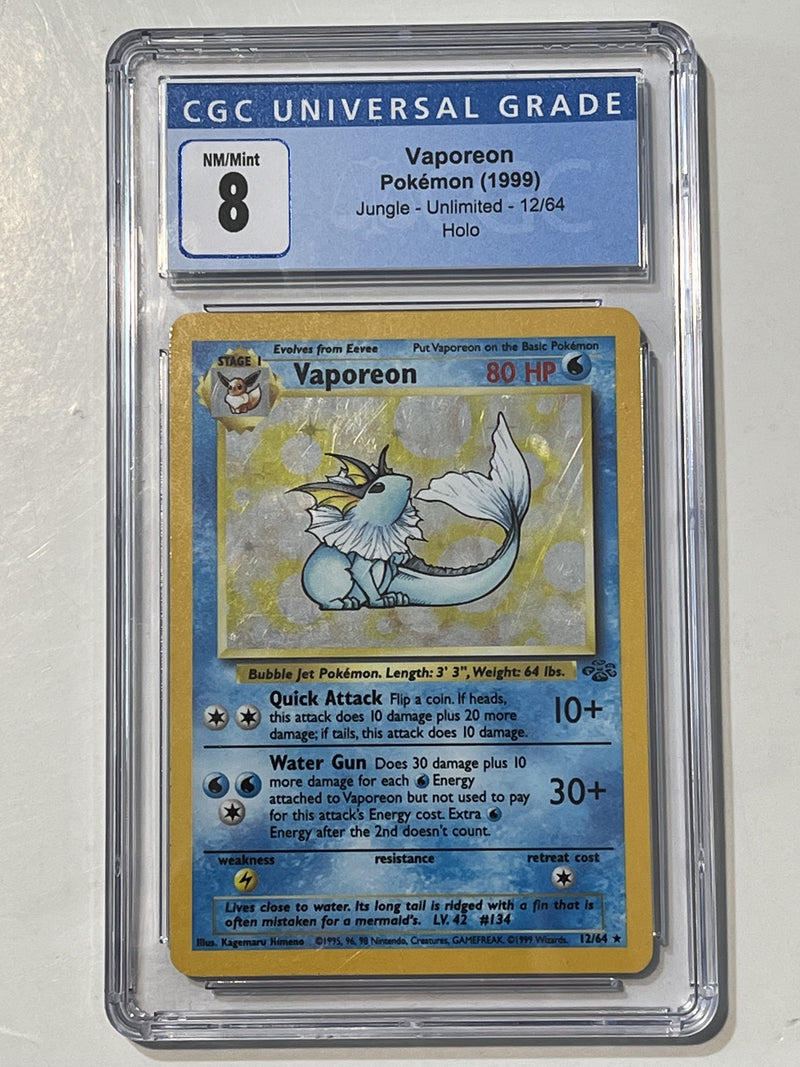 CGC UNIVERSAL GRADE
NM/Mint
8
Vaporeon
Pokémon (1999)
Jungle - Unlimited - 12/64
Holo
Evolves from Eevee Put Vaporeon on the Basic Pokémon
STAGE 1
Vaporeon 80 HP
Bubble Jet Pokémon. Length: 3' 3", Weight: 64 lbs.
Quick Attack Flip a coin. If heads,
this attack does 10 damage plus 20 more
damage; if tails, this attack does 10 damage.
10+
Water Gun Does 30 damage plus 10
more damage for each Energy
attached to Vaporeon but not used to pay
for this attack's Energy cost. Extra
Energy after the 2nd doesn't count.
30+
weakness resistance retreat cost
Lives close to water. Its long tail is ridged with a fin that is
often mistaken for a mermaid's. LV. 42 #134
Illus. Kagemaru Himeno ©1995, 96, 98 Nintendo, Creatures, GAMEFREAK. ©1999 Wizards. 12/64 ★